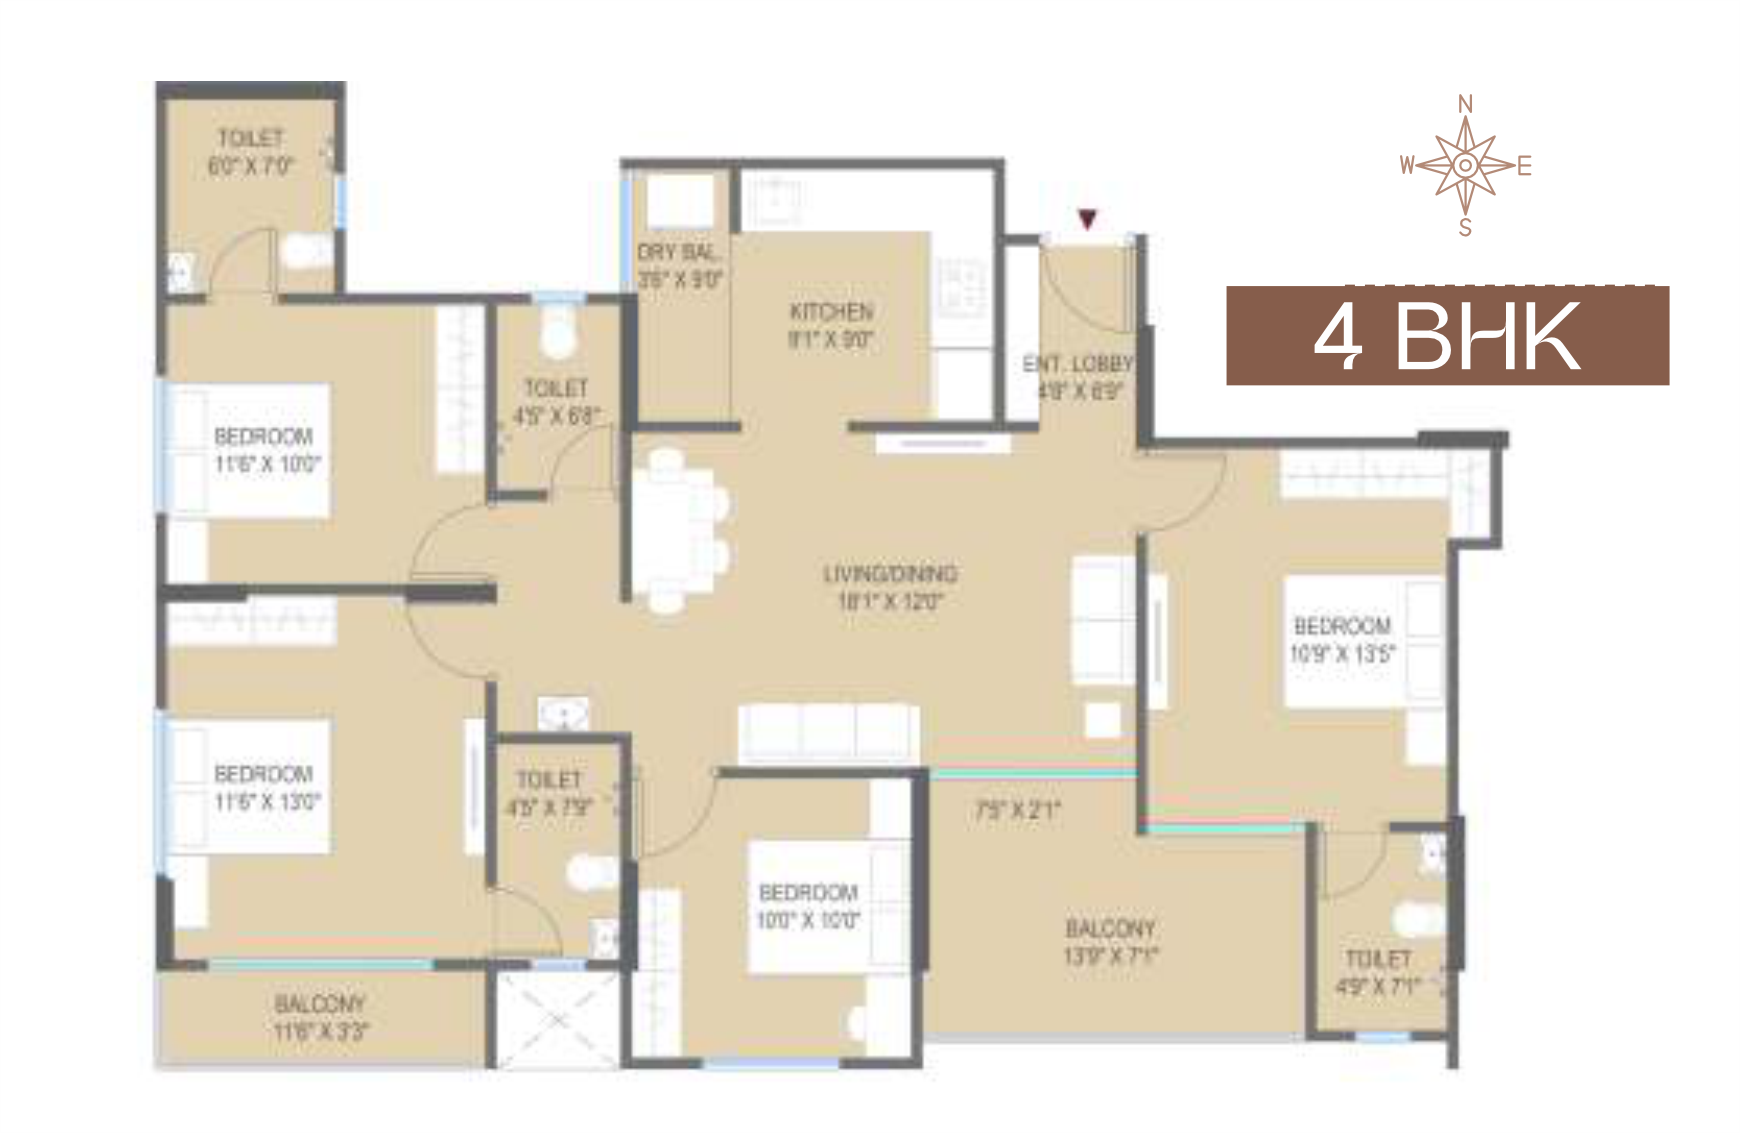 N
W E
S
4 BHK
TOILET
6'0" X 7'0"
DRY BAL.
3'6" X 9'0"
KITCHEN
9'1" X 9'0"
ENT. LOBBY
4'8" X 6'9"
TOILET
4'5" X 6'8"
BEDROOM
11'6" X 10'0"
LIVING/DINING
18'1" X 12'0"
BEDROOM
10'9" X 13'5"
BEDROOM
11'6" X 13'0"
TOILET
4'5" X 7'9"
7'5" X 2'1"
BEDROOM
10'0" X 10'0"
BALCONY
13'9" X 7'1"
TOILET
4'9" X 7'1"
BALCONY
11'6" X 3'3"